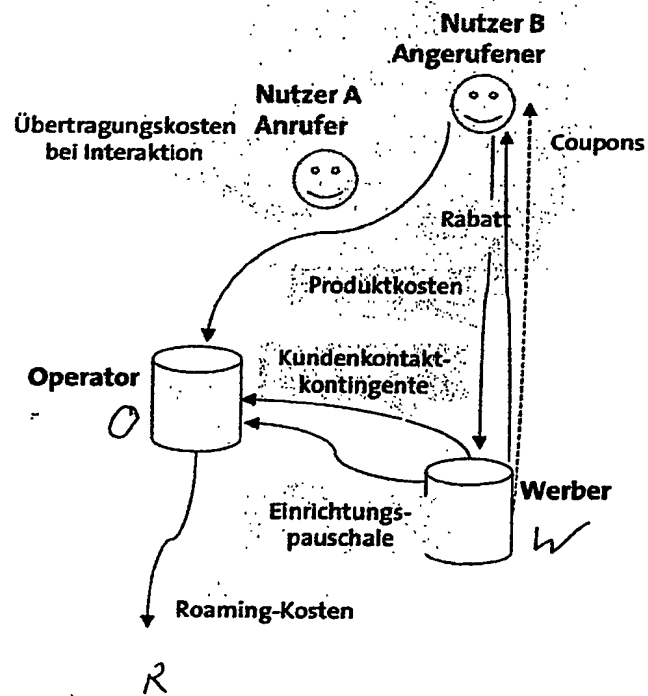 Nutzer B
Angerufener
Nutzer A
Anrufer
Übertragungskosten
bei Interaktion
Coupons
Rabatt
Produktkosten
Kundenkontakt-
kontingente
Operator
O
Einrichtungs-
pauschale
Werber
W
Roaming-Kosten
R